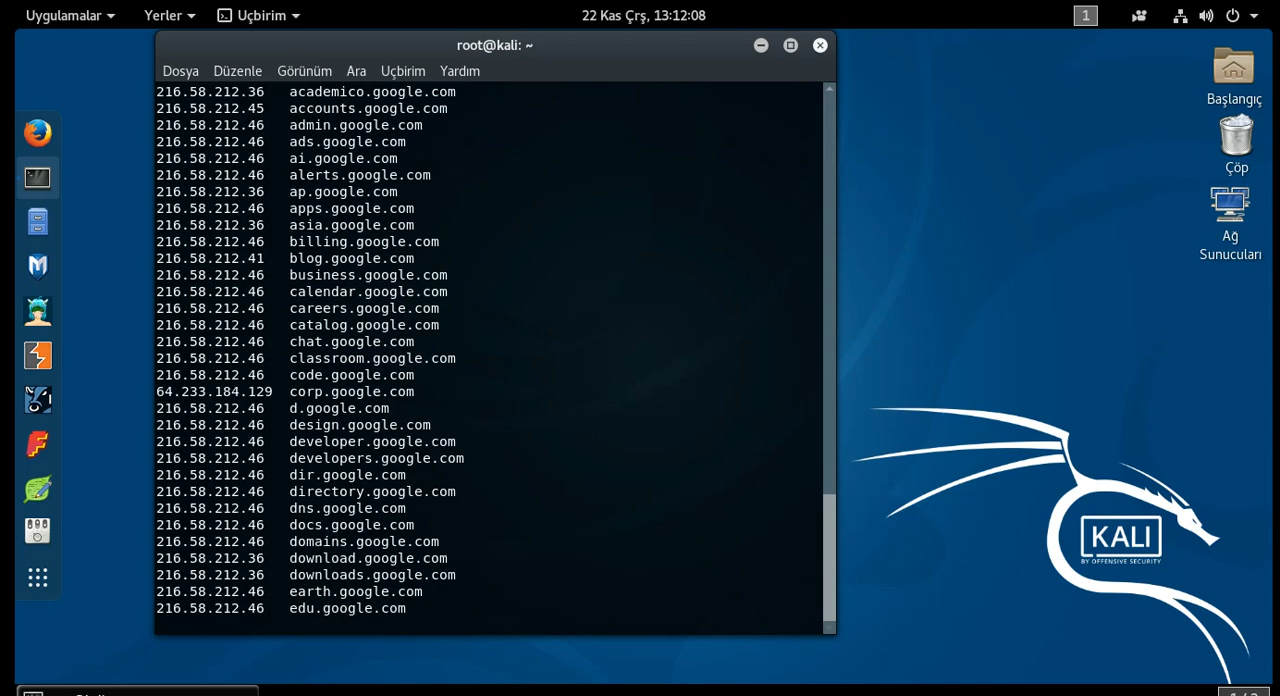 Uygulamalar Yerler Uçbirim 22 Kas Çrş, 13:12:08 1
root@kali: ~
Dosya Düzenle Görünüm Ara Uçbirim Yardım
216.58.212.36 academico.google.com
216.58.212.45 accounts.google.com
216.58.212.46 admin.google.com
216.58.212.46 ads.google.com
216.58.212.46 ai.google.com
216.58.212.46 alerts.google.com
216.58.212.36 ap.google.com
216.58.212.46 apps.google.com
216.58.212.36 asia.google.com
216.58.212.46 billing.google.com
216.58.212.41 blog.google.com
216.58.212.46 business.google.com
216.58.212.46 calendar.google.com
216.58.212.46 careers.google.com
216.58.212.46 catalog.google.com
216.58.212.46 chat.google.com
216.58.212.46 classroom.google.com
216.58.212.46 code.google.com
64.233.184.129 corp.google.com
216.58.212.46 d.google.com
216.58.212.46 design.google.com
216.58.212.46 developer.google.com
216.58.212.46 developers.google.com
216.58.212.46 dir.google.com
216.58.212.46 directory.google.com
216.58.212.46 dns.google.com
216.58.212.46 docs.google.com
216.58.212.46 domains.google.com
216.58.212.36 download.google.com
216.58.212.36 downloads.google.com
216.58.212.46 earth.google.com
216.58.212.46 edu.google.com
Başlangıç
Çöp
Ağ
Sunucuları
KALI
BY OFFENSIVE SECURITY